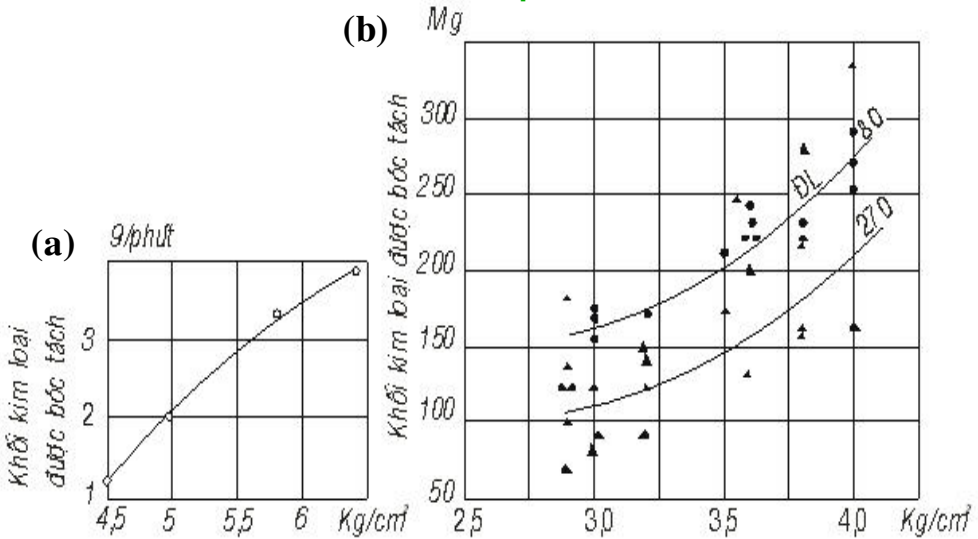 (a)
9/phút
Khối kim loại
được bóc tách
3
2
1
4,5 5 5,5 6 Kg/cm²
(b)
Mg
Khối kim loại được bóc tách
300
250
200
150
100
50
2,5 3,0 3,5 4,0 Kg/cm²
ĐL
80
270